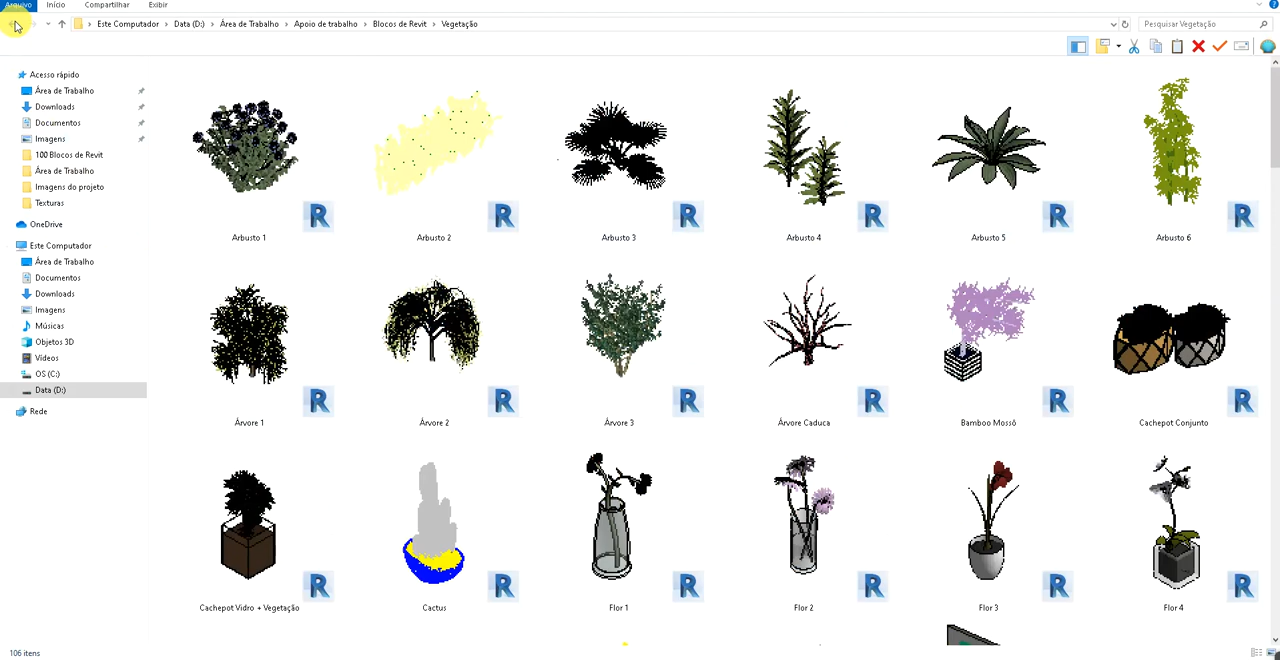 Arquivo Início Compartilhar Exibir
Este Computador Data (D:) Área de Trabalho Apoio de trabalho Blocos de Revit Vegetação
Pesquisar Vegetação
Acesso rápido
Área de Trabalho
Downloads
Documentos
Imagens
100 Blocos de Revit
Área de Trabalho
Imagens do projeto
Texturas
OneDrive
Este Computador
Área de Trabalho
Documentos
Downloads
Imagens
Músicas
Objetos 3D
Vídeos
OS (C:)
Data (D:)
Rede
R R R R R R
Arbusto 1 Arbusto 2 Arbusto 3 Arbusto 4 Arbusto 5 Arbusto 6
R R R R R R
Árvore 1 Árvore 2 Árvore 3 Árvore Caduca Bamboo Mossô Cachepot Conjunto
R R R R R R
Cachepot Vidro + Vegetação Cactus Flor 1 Flor 2 Flor 3 Flor 4
106 itens